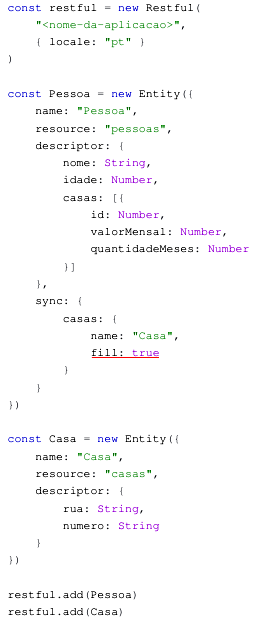 const restful = new Restful(
    "<nome-da-aplicacao>",
    { locale: "pt" }
)
const Pessoa = new Entity({
    name: "Pessoa",
    resource: "pessoas",
    descriptor: {
        nome: String,
        idade: Number,
        casas: [{
            id: Number,
            valorMensal: Number,
            quantidadeMeses: Number
        }]
    },
    sync: {
        casas: {
            name: "Casa",
            fill: true
        }
    }
})
const Casa = new Entity({
    name: "Casa",
    resource: "casas",
    descriptor: {
        rua: String,
        numero: String
    }
})
restful.add(Pessoa)
restful.add(Casa)